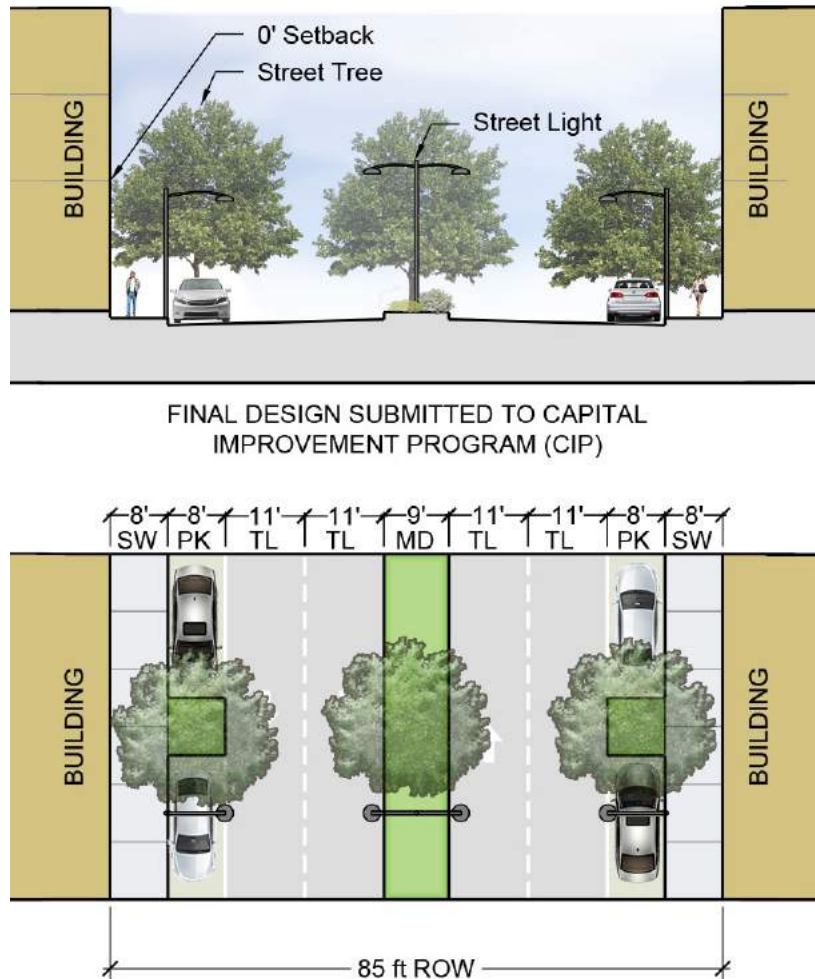 0' Setback
Street Tree
Street Light
BUILDING
BUILDING
FINAL DESIGN SUBMITTED TO CAPITAL
IMPROVEMENT PROGRAM (CIP)
8' 8' 11' 11' 9' 11' 11' 8' 8'
SW PK TL TL MD TL TL PK SW
BUILDING
BUILDING
85 ft ROW